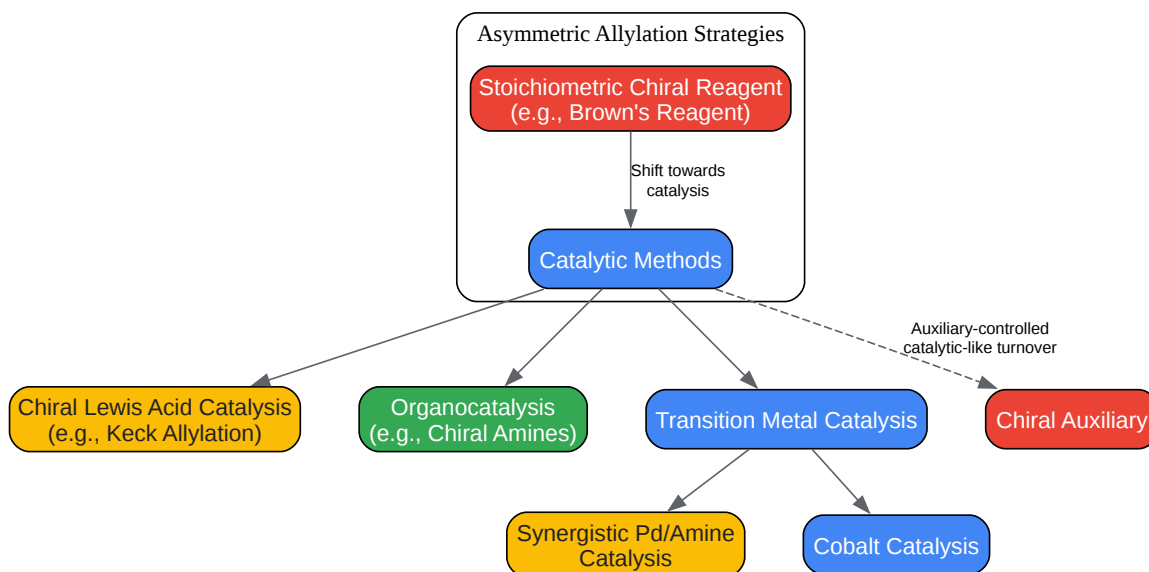 Asymmetric Allylation Strategies
Stoichiometric Chiral Reagent
(e.g., Brown's Reagent)
Shift towards
catalysis
Catalytic Methods
Auxiliary-controlled
catalytic-like turnover
Chiral Lewis Acid Catalysis
(e.g., Keck Allylation)
Organocatalysis
(e.g., Chiral Amines)
Transition Metal Catalysis
Chiral Auxiliary
Synergistic Pd/Amine
Catalysis
Cobalt Catalysis